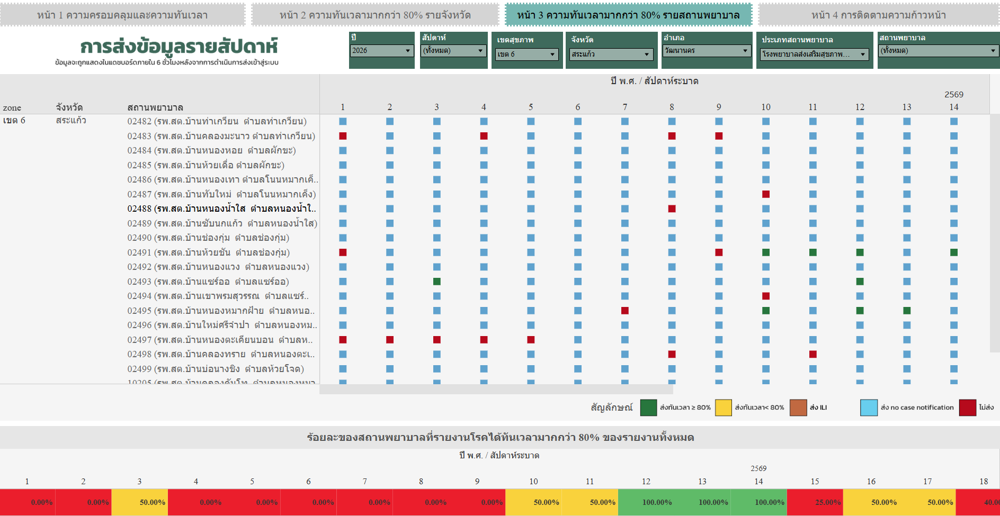 หน้า 1 ความครอบคลุมและความทันเวลา
หน้า 2 ความทันเวลามากกว่า 80% รายจังหวัด
หน้า 3 ความทันเวลามากกว่า 80% รายสถานพยาบาล
หน้า 4 การติดตามความก้าวหน้า
การส่งข้อมูลรายสัปดาห์
ข้อมูลจะถูกแสดงในแดชบอร์ดภายใน 6 ชั่วโมงหลังจากการดำเนินการส่งเข้าสู่ระบบ
ปี
2026
สัปดาห์
(ทั้งหมด)
เขตสุขภาพ
เขต 6
จังหวัด
สระแก้ว
อำเภอ
วัฒนานคร
ประเภทสถานพยาบาล
โรงพยาบาลส่งเสริมสุขภาพ...
สถานพยาบาล
(ทั้งหมด)
ปี พ.ศ. / สัปดาห์ระบาด
2569
zone จังหวัด สถานพยาบาล 1 2 3 4 5 6 7 8 9 10 11 12 13 14
เขต 6 สระแก้ว 02482 (รพ.สต.บ้านท่าเกวียน ตำบลท่าเกวียน)
02483 (รพ.สต.บ้านคลองมะนาว ตำบลท่าเกวียน)
02484 (รพ.สต.บ้านหนองหอย ตำบลผักขะ)
02485 (รพ.สต.บ้านห้วยเดื่อ ตำบลผักขะ)
02486 (รพ.สต.บ้านหนองเทา ตำบลโนนหมากเค็..
02487 (รพ.สต.บ้านทับใหม่ ตำบลโนนหมากเค็ง)
02488 (รพ.สต.บ้านหนองน้ำใส ตำบลหนองน้ำใ..
02489 (รพ.สต.บ้านซับนกแก้ว ตำบลหนองน้ำใส)
02490 (รพ.สต.บ้านช่องกุ่ม ตำบลช่องกุ่ม)
02491 (รพ.สต.บ้านห้วยชัน ตำบลช่องกุ่ม)
02492 (รพ.สต.บ้านหนองแวง ตำบลหนองแวง)
02493 (รพ.สต.บ้านแซร์ออ ตำบลแซร์ออ)
02494 (รพ.สต.บ้านเขาพรมสุวรรณ ตำบลแซร์..
02495 (รพ.สต.บ้านหนองหมากฝ้าย ตำบลหนอ..
02496 (รพ.สต.บ้านใหม่ศรีจำปา ตำบลหนองหม..
02497 (รพ.สต.บ้านหนองตะเคียนบอน ตำบลห..
02498 (รพ.สต.บ้านคลองทราย ตำบลหนองตะเ..
02499 (รพ.สต.บ้านบ่อนางชิง ตำบลห้วยโจด)
10205 (รพ.สต.บ้านคลองคันโท ตำบลหนองหมา
สัญลักษณ์ ส่งทันเวลา ≥ 80% ส่งทันเวลา< 80% ส่ง ILI ส่ง no case notification ไม่ส่ง
ร้อยละของสถานพยาบาลที่รายงานโรคได้ทันเวลามากกว่า 80% ของรายงานทั้งหมด
ปี พ.ศ. / สัปดาห์ระบาด
2569
1 2 3 4 5 6 7 8 9 10 11 12 13 14 15 16 17 18
0.00% 0.00% 50.00% 0.00% 0.00% 0.00% 0.00% 0.00% 0.00% 50.00% 50.00% 100.00% 100.00% 100.00% 25.00% 50.00% 50.00% 40.00